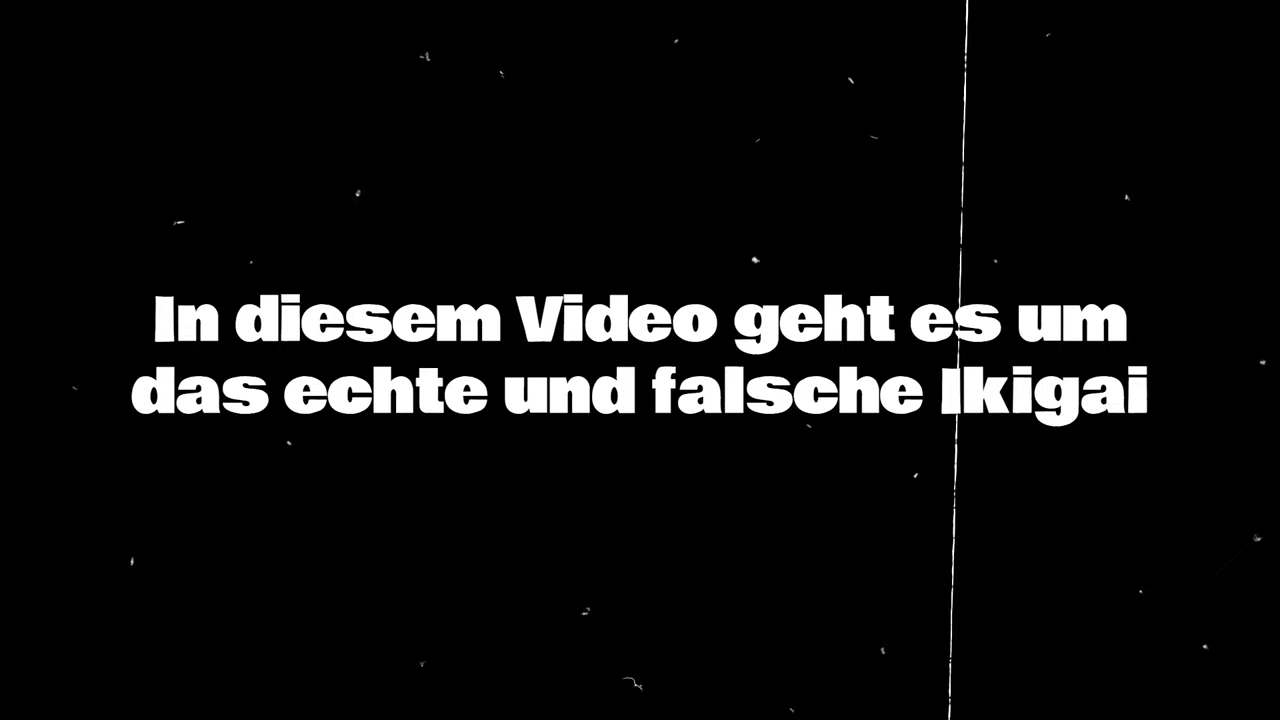 In diesem Video geht es um
das echte und falsche Ikigai